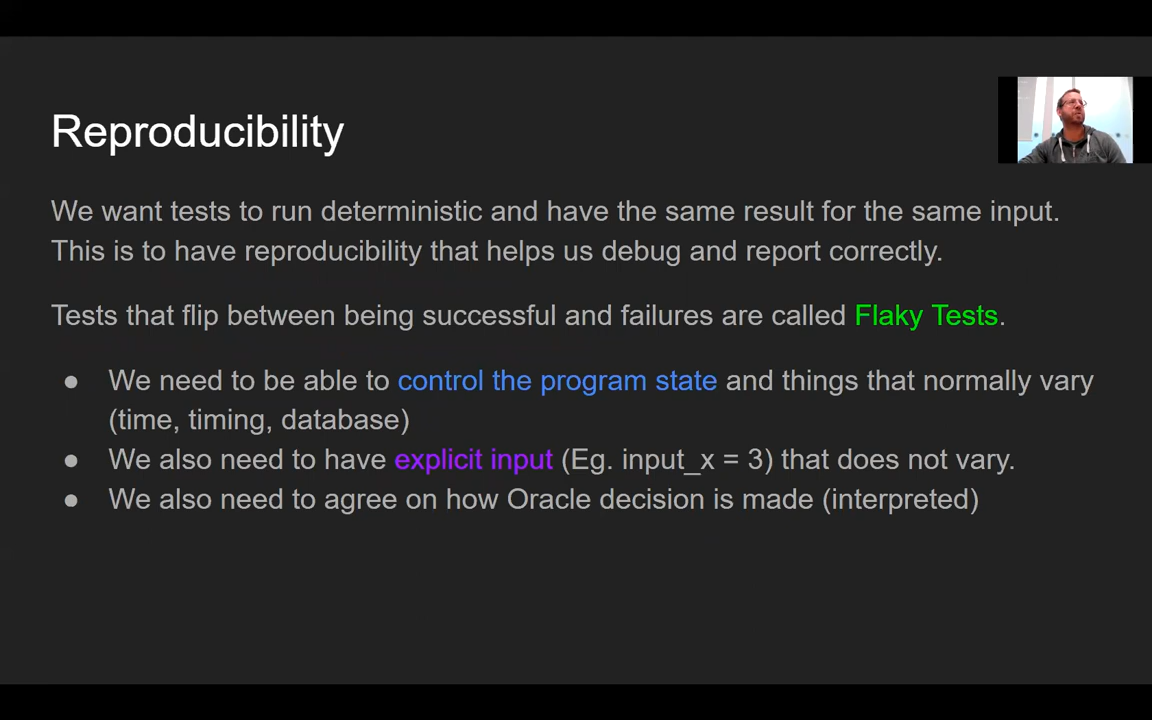 Reproducibility
We want tests to run deterministic and have the same result for the same input.
This is to have reproducibility that helps us debug and report correctly.
Tests that flip between being successful and failures are called Flaky Tests.
● We need to be able to control the program state and things that normally vary
(time, timing, database)
● We also need to have explicit input (Eg. input_x = 3) that does not vary.
● We also need to agree on how Oracle decision is made (interpreted)